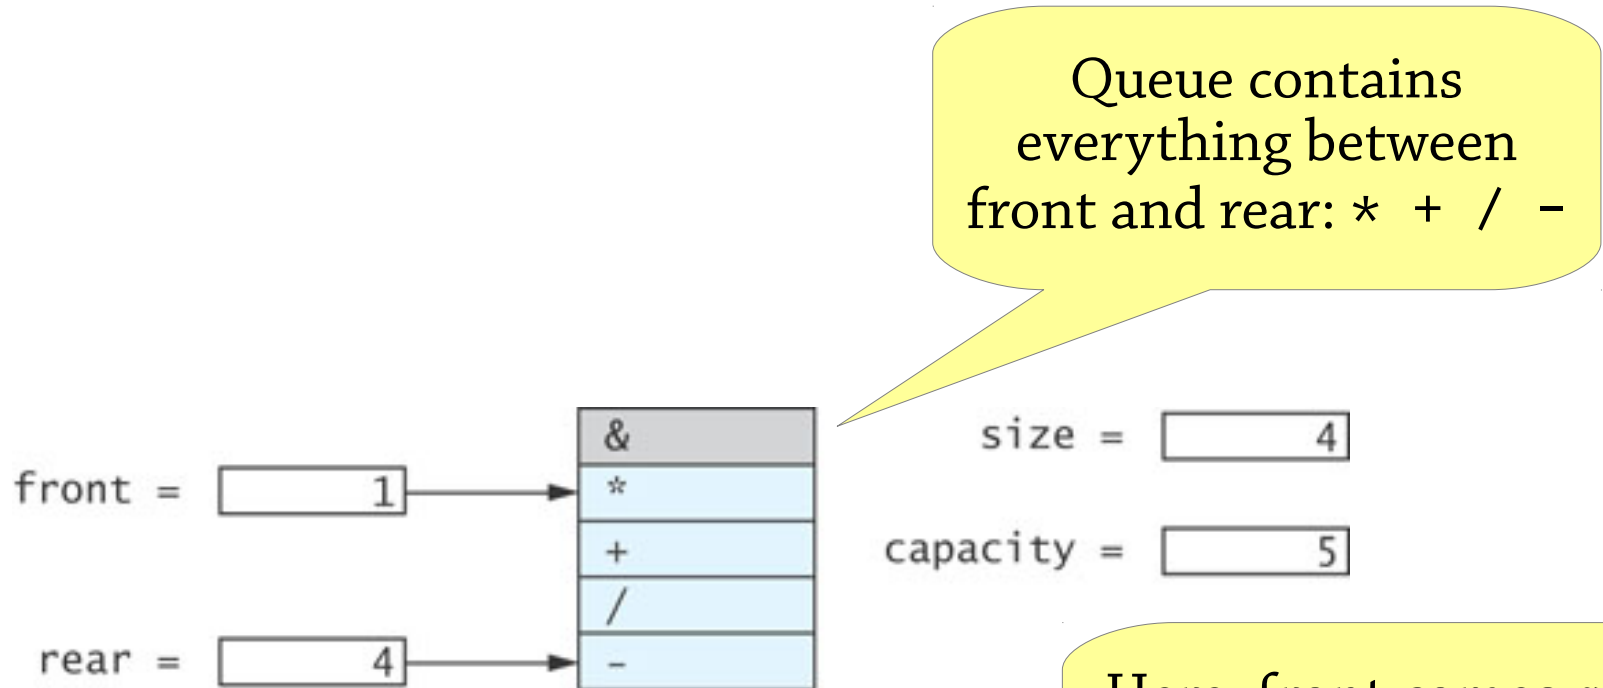 Queue contains
everything between
front and rear: * + / -
&
size = 4
front = 1
*
+
capacity = 5
/
rear = 4
-